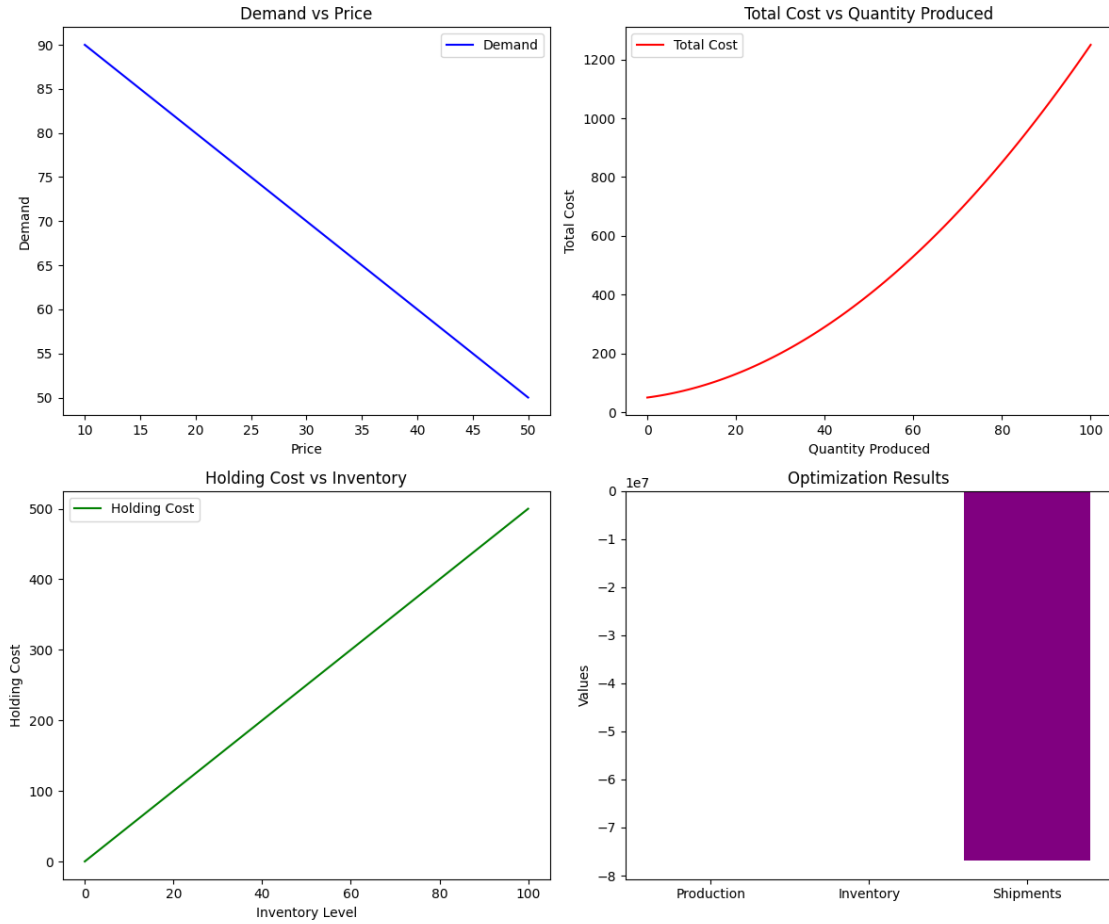 Demand vs Price
Demand
90
85
80
75
70
65
60
55
50
Demand
10 15 20 25 30 35 40 45 50
Price
Total Cost vs Quantity Produced
Total Cost
1200
1000
800
600
400
200
0
Total Cost
0 20 40 60 80 100
Quantity Produced
Holding Cost vs Inventory
Holding Cost
500
400
300
200
100
0
Holding Cost
0 20 40 60 80 100
Inventory Level
Optimization Results
1e7
0
−1
−2
−3
−4
−5
−6
−7
−8
Values
Production Inventory Shipments